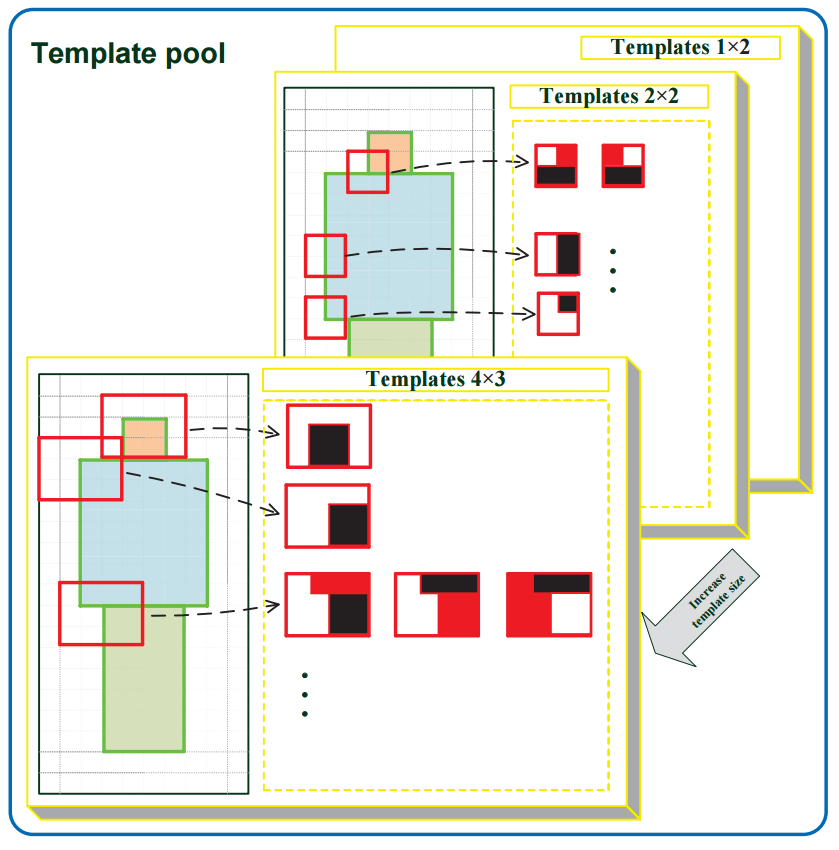 Template pool
Templates 1×2
Templates 2×2
Templates 4×3
Increase
template size